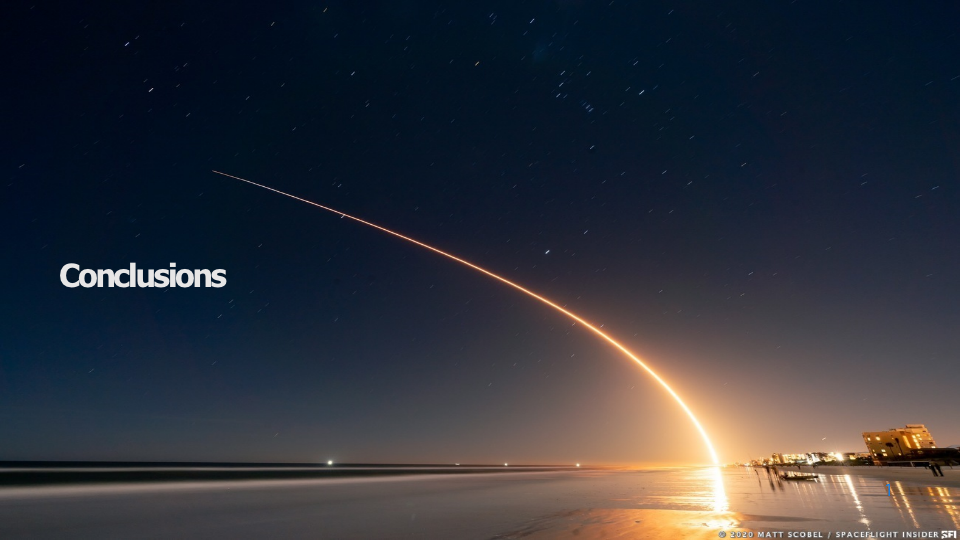 Conclusions
© 2020 MATT SCOBEL / SPACEFLIGHT INSIDER SFI